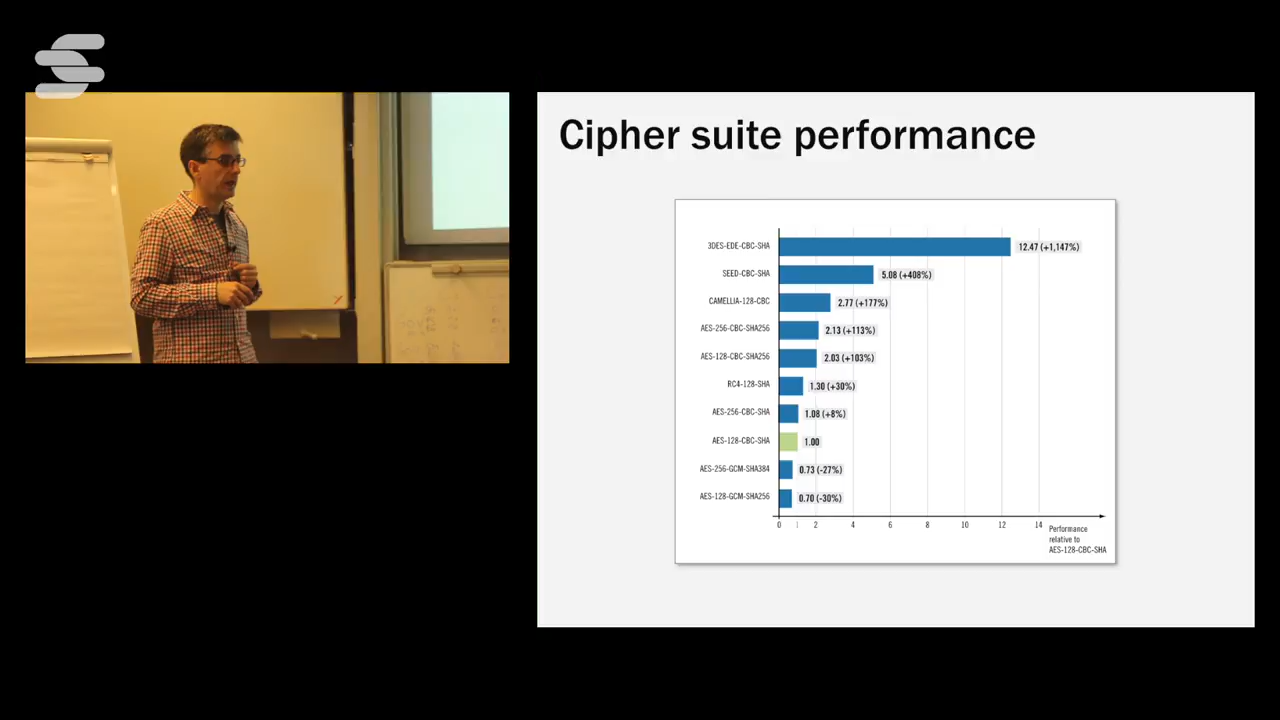 Cipher suite performance
3DES-EDE-CBC-SHA 12.47 (+1,147%)
SEED-CBC-SHA 5.08 (+408%)
CAMELLIA-128-CBC 2.77 (+177%)
AES-256-CBC-SHA256 2.13 (+113%)
AES-128-CBC-SHA256 2.03 (+103%)
RC4-128-SHA 1.30 (+30%)
AES-256-CBC-SHA 1.08 (+8%)
AES-128-CBC-SHA 1.00
AES-256-GCM-SHA384 0.73 (-27%)
AES-128-GCM-SHA256 0.70 (-30%)
0 1 2 4 6 8 10 12 14
Performance
relative to
AES-128-CBC-SHA